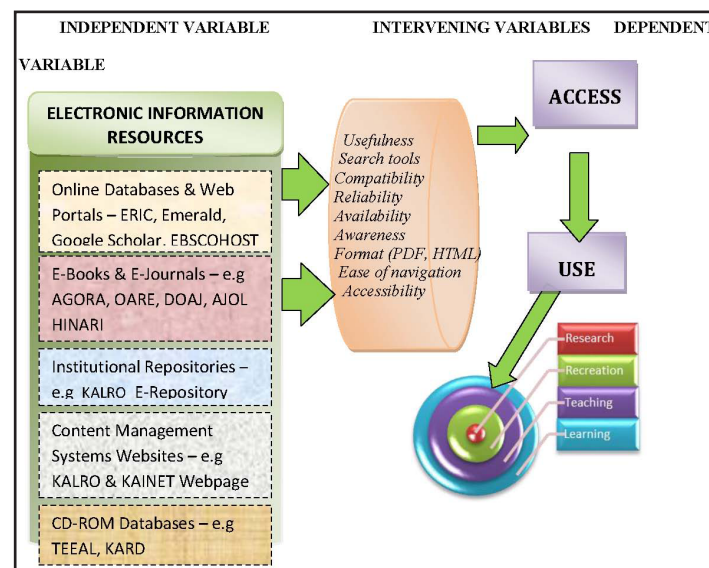 INDEPENDENT VARIABLE INTERVENING VARIABLES DEPENDENT
VARIABLE
ELECTRONIC INFORMATION
RESOURCES
Online Databases & Web
Portals – ERIC, Emerald,
Google Scholar, EBSCOHOST
E-Books & E-Journals – e.g
AGORA, OARE, DOAJ, AJOL
HINARI
Institutional Repositories –
e.g KALRO E-Repository
Content Management
Systems Websites – e.g
KALRO & KAINET Webpage
CD-ROM Databases – e.g
TEEAL, KARD
Usefulness
Search tools
Compatibility
Reliability
Availability
Awareness
Format (PDF, HTML)
Ease of navigation
Accessibility
ACCESS
USE
Research
Recreation
Teaching
Learning